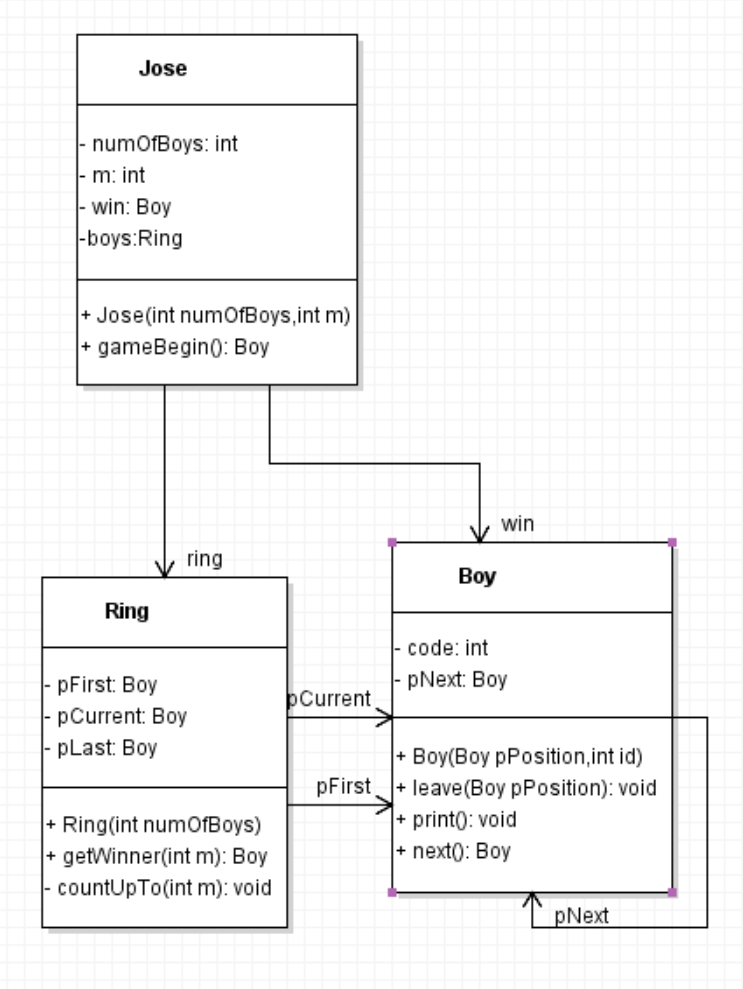 Jose
- numOfBoys: int
- m: int
- win: Boy
-boys:Ring
+ Jose(int numOfBoys,int m)
+ gameBegin(): Boy
win
ring
Boy
Ring
- code: int
- pNext: Boy
- pFirst: Boy
- pCurrent: Boy
- pLast: Boy
pCurrent
pFirst
+ Boy(Boy pPosition,int id)
+ leave(Boy pPosition): void
+ print(): void
+ next(): Boy
+ Ring(int numOfBoys)
+ getWinner(int m): Boy
- countUpTo(int m): void
pNext